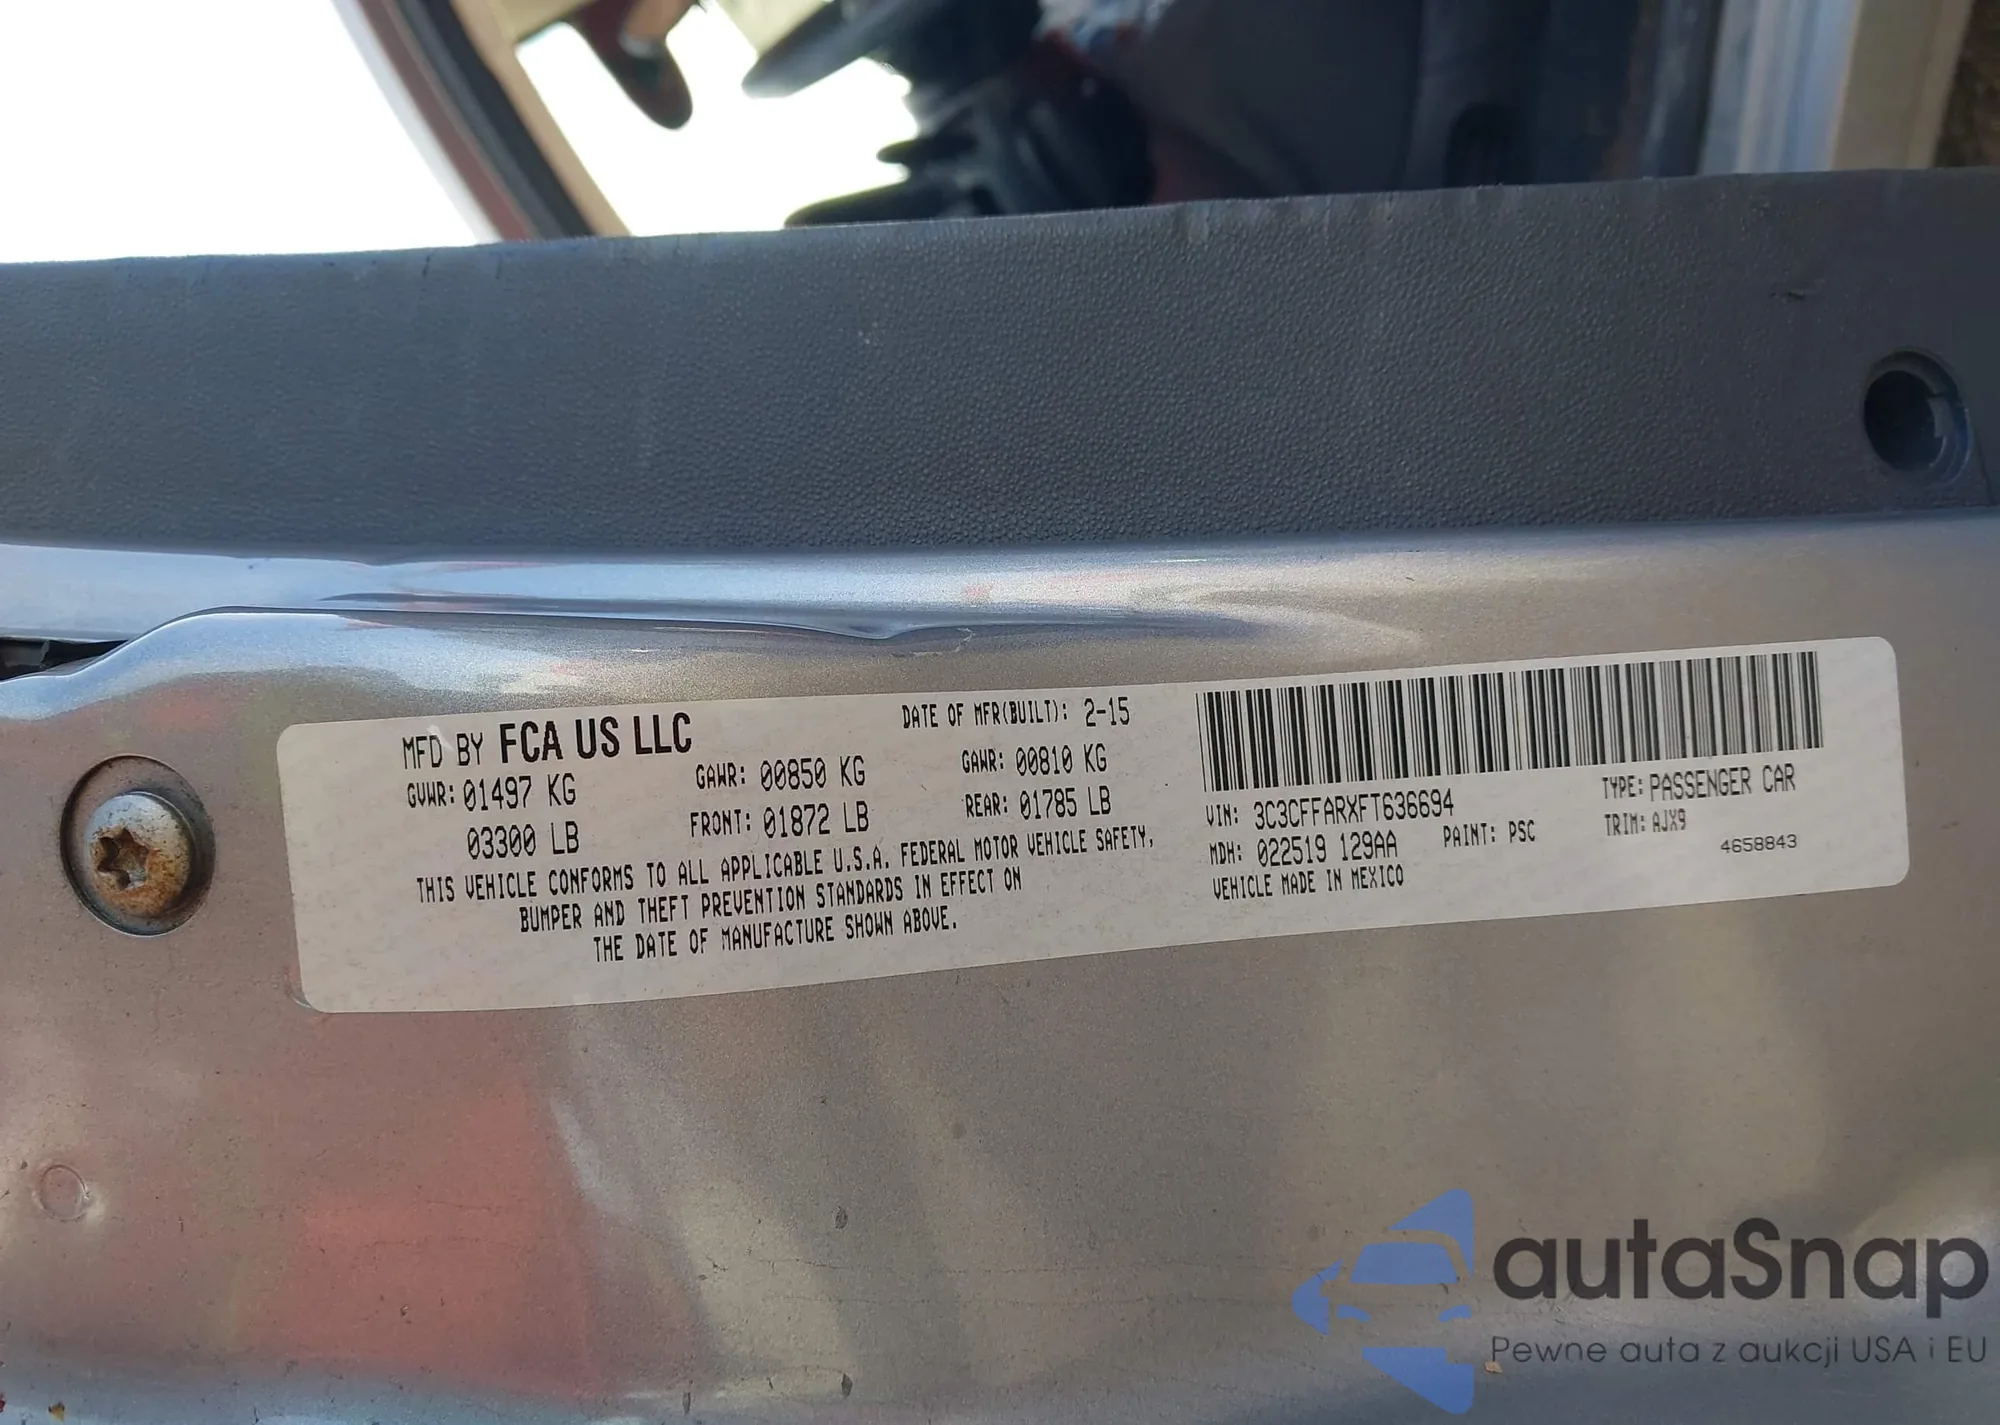 MFD BY FCA US LLC
DATE OF MFR(BUILT): 2-15
GVWR: 01497 KG
03300 LB
GAWR: 00850 KG
FRONT: 01872 LB
GAWR: 00810 KG
REAR: 01785 LB
THIS VEHICLE CONFORMS TO ALL APPLICABLE U.S.A. FEDERAL MOTOR VEHICLE SAFETY,
BUMPER AND THEFT PREVENTION STANDARDS IN EFFECT ON
THE DATE OF MANUFACTURE SHOWN ABOVE.
VIN: 3C3CFFARXFT636694
TYPE: PASSENGER CAR
MDH: 022519 129AA
PAINT: PSC
TRIM: AJX9
VEHICLE MADE IN MEXICO
4658843
autaSnap
Pewne auta z aukcji USA i EU